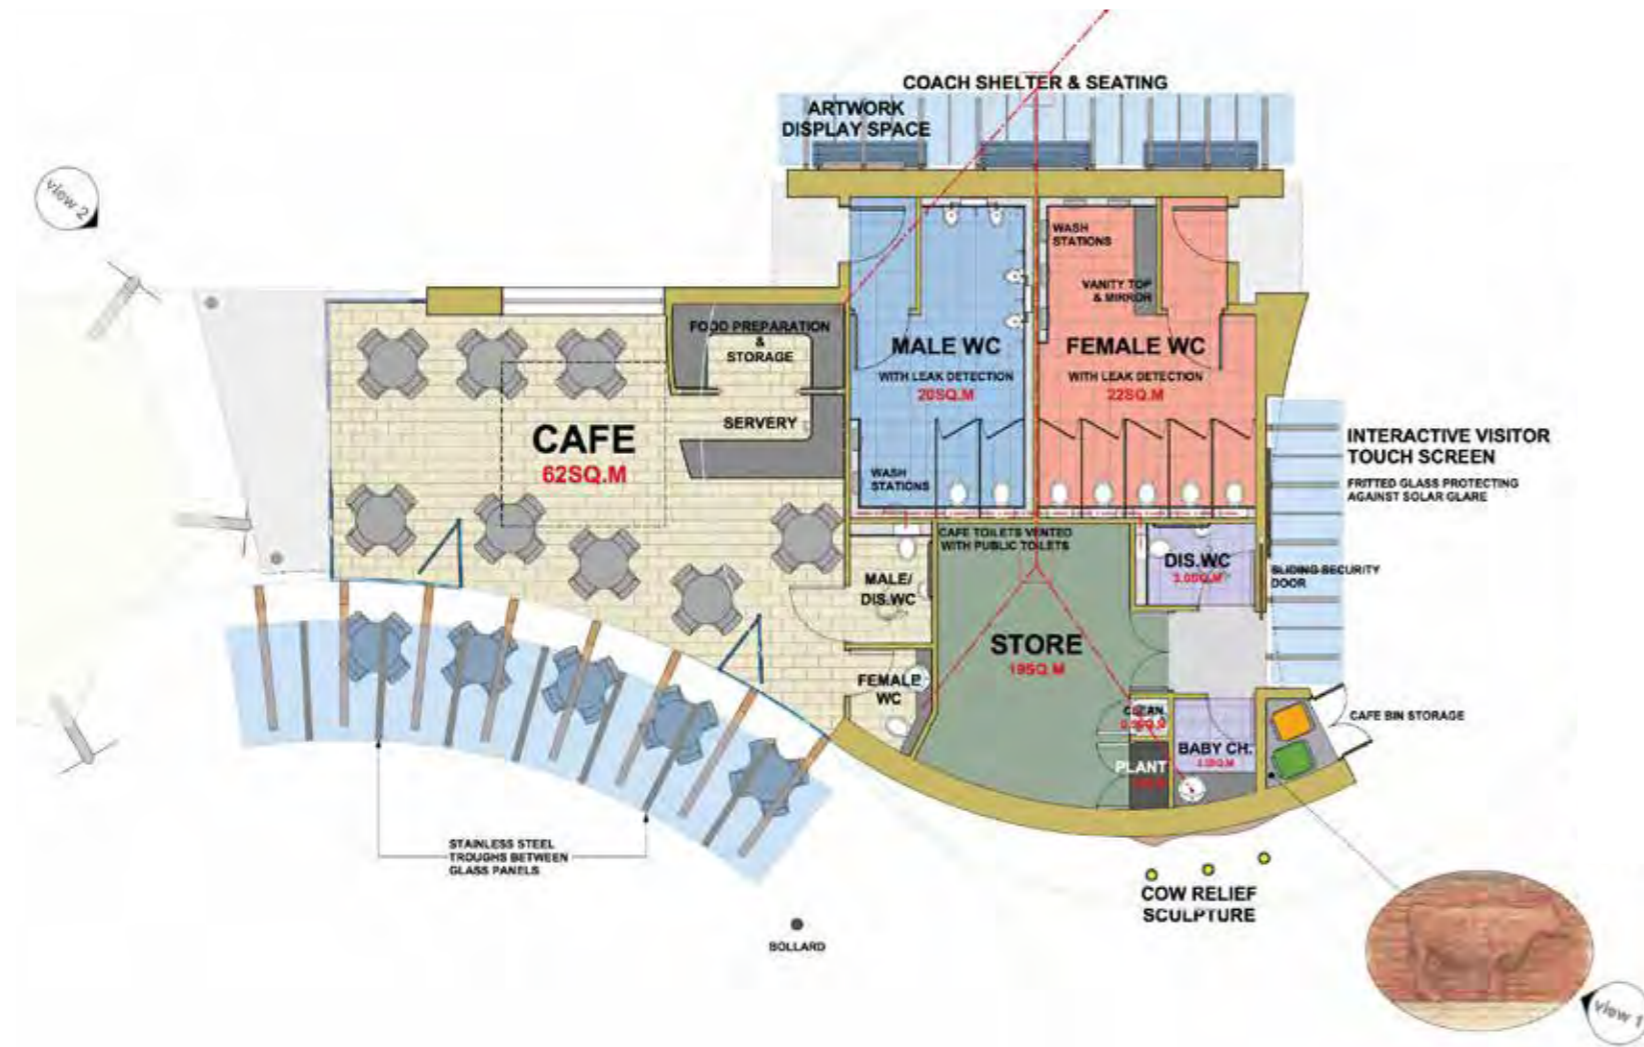 COACH SHELTER & SEATING
ARTWORK
DISPLAY SPACE
view 2
WASH
STATIONS
VANITY TOP
& MIRROR
FOOD PREPARATION
&
STORAGE
MALE WC
WITH LEAK DETECTION
20SQ.M
FEMALE WC
WITH LEAK DETECTION
22SQ.M
SERVERY
CAFE
62SQ.M
INTERACTIVE VISITOR
TOUCH SCREEN
FRITTED GLASS PROTECTING
AGAINST SOLAR GLARE
WASH
STATIONS
CAFE TOILETS VENTED
WITH PUBLIC TOILETS
DIS.WC
SLIDING SECURITY
DOOR
MALE/
DIS.WC
STORE
19SQ.M
FEMALE
WC
CLEAN.
CAFE BIN STORAGE
BABY CH.
PLANT
STAINLESS STEEL
TROUGHS BETWEEN
GLASS PANELS
COW RELIEF
SCULPTURE
BOLLARD
view 1